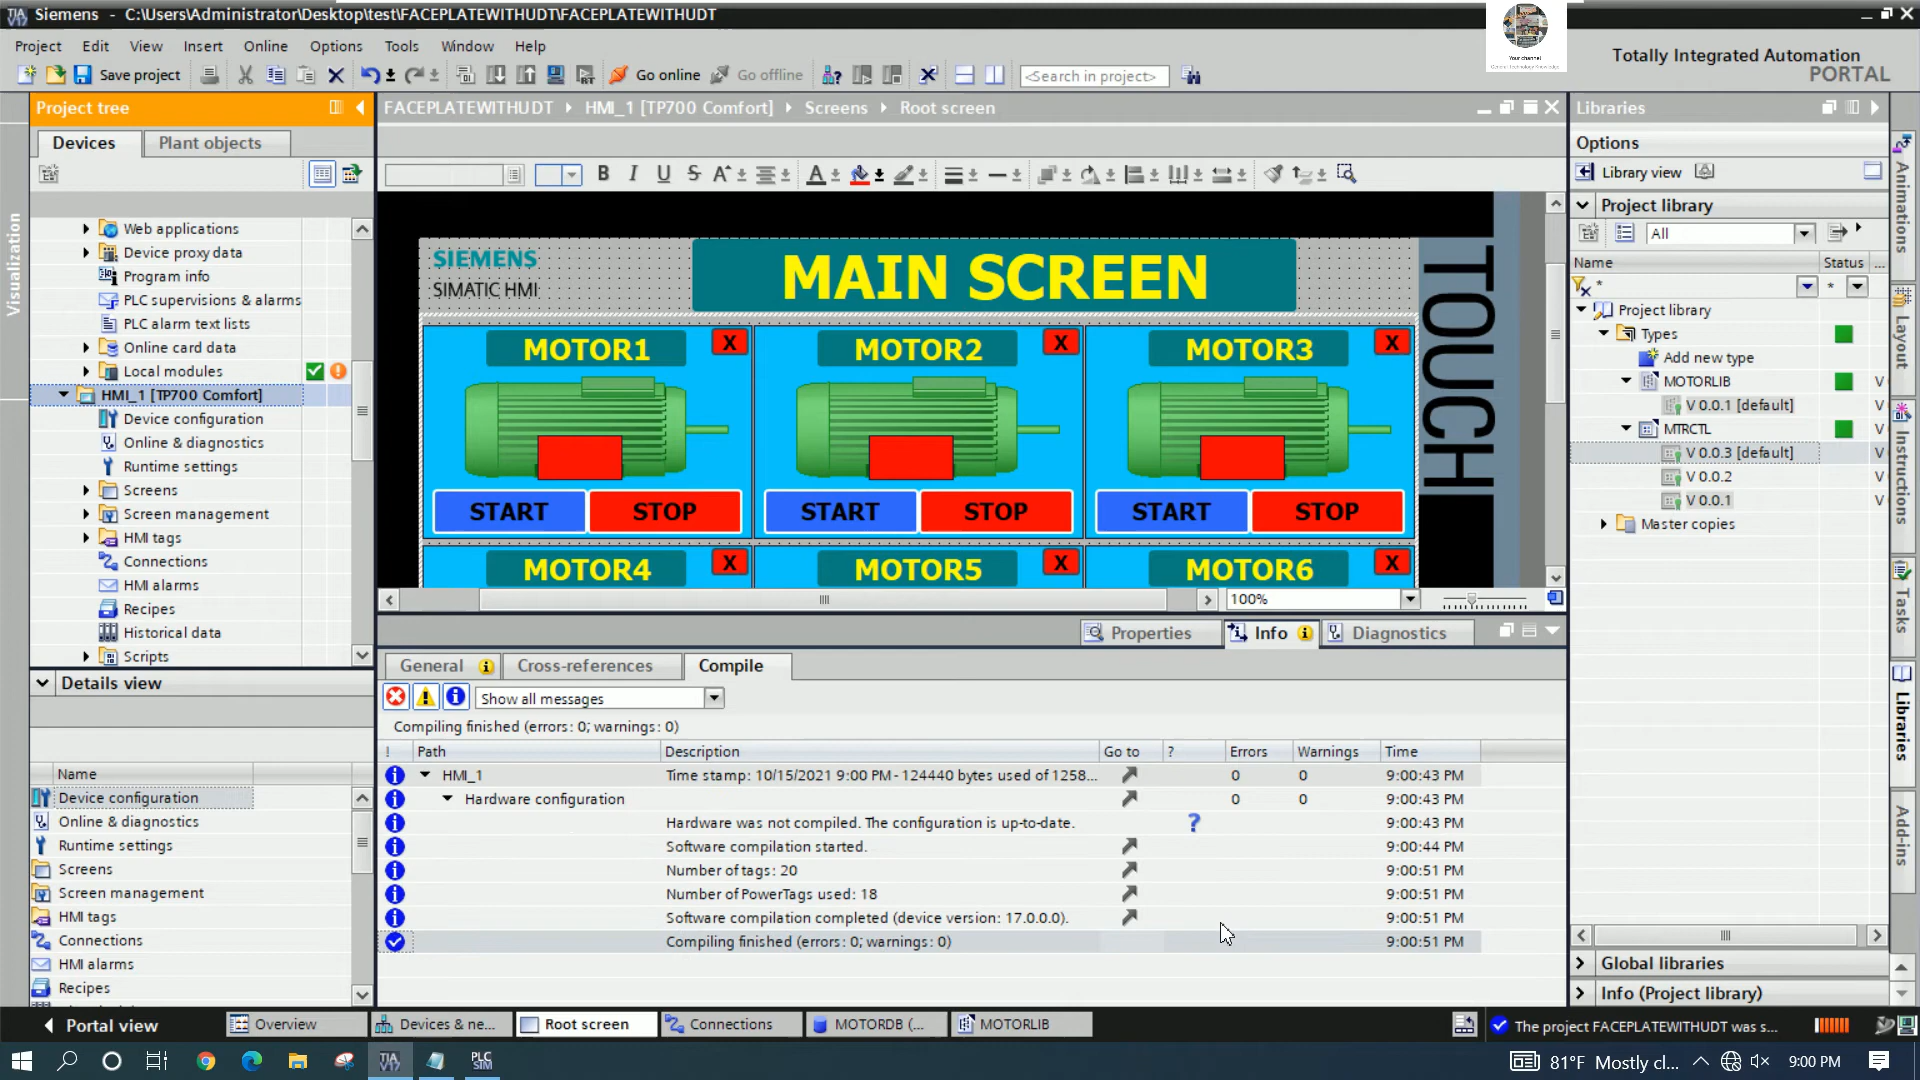 Siemens - C:\Users\Administrator\Desktop\test\FACEPLATEWITHUDT\FACEPLATEWITHUDT
Your channel
Project Edit View Insert Online Options Tools Window Help
Totally Integrated Automation
PORTAL
Save project
Go online
Go offline
<Search in project>
Project tree
FACEPLATEWITHUDT HMI_1 [TP700 Comfort] Screens Root screen
Libraries
Devices
Plant objects
Options
Library view
Project library
All
Name
Status
...
Visualization
Web applications
Device proxy data
Program info
PLC supervisions & alarms
PLC alarm text lists
Online card data
Local modules
HMI_1 [TP700 Comfort]
Device configuration
Online & diagnostics
Runtime settings
Screens
Screen management
HMI tags
Connections
HMI alarms
Recipes
Historical data
Scripts
SIEMENS
SIMATIC HMI
MAIN SCREEN
TOUCH
MOTOR1 X
MOTOR2 X
MOTOR3 X
START STOP
START STOP
START STOP
MOTOR4 X
MOTOR5 X
MOTOR6 X
100%
Project library
Types
Add new type
MOTORLIB V
V 0.0.1 [default] V
MTRCTL V
V 0.0.3 [default]
V 0.0.2
V 0.0.1
Master copies
Animations
Layout
Instructions
Tasks
Libraries
Add-ins
Properties
Info
Diagnostics
General
Cross-references
Compile
Show all messages
Compiling finished (errors: 0; warnings: 0)
! Path Description Go to ? Errors Warnings Time
HMI_1 Time stamp: 10/15/2021 9:00 PM - 124440 bytes used of 1258... 0 0 9:00:43 PM
Hardware configuration 0 0 9:00:43 PM
Hardware was not compiled. The configuration is up-to-date. ? 9:00:43 PM
Software compilation started. 9:00:44 PM
Number of tags: 20 9:00:51 PM
Number of PowerTags used: 18 9:00:51 PM
Software compilation completed (device version: 17.0.0.0). 9:00:51 PM
Compiling finished (errors: 0; warnings: 0) 9:00:51 PM
Details view
Name
Device configuration
Online & diagnostics
Runtime settings
Screens
Screen management
HMI tags
Connections
HMI alarms
Recipes
Global libraries
Info (Project library)
Portal view
Overview
Devices & ne...
Root screen
Connections
MOTORDB (...
MOTORLIB
The project FACEPLATEWITHUDT was s...
PLC
SIM
81°F Mostly cl...
9:00 PM